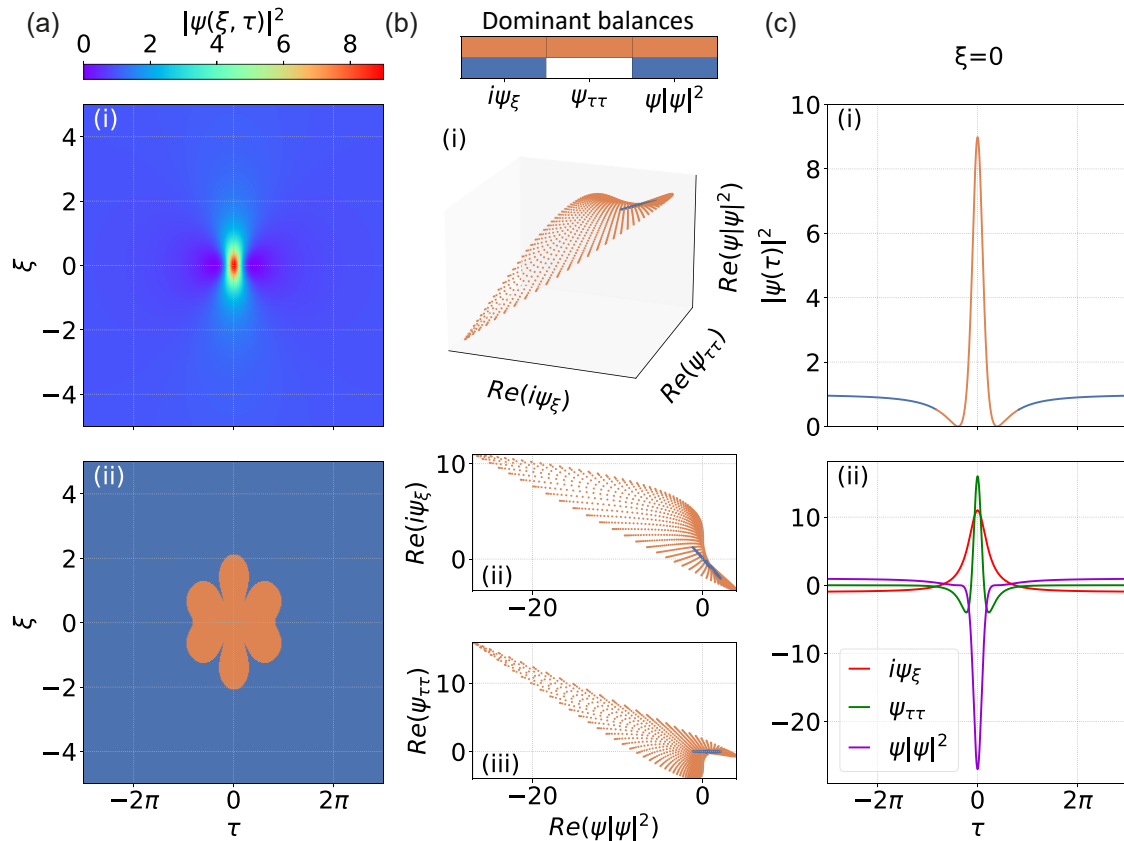 (a)
|ψ(ξ, τ)|²
0 2 4 6 8
(i)
4
2
0
−2
−4
ξ
(ii)
4
2
0
−2
−4
ξ
−2π 0 2π
τ
(b)
Dominant balances
iψ_ξ ψ_ττ ψ|ψ|²
(i)
Re(iψ_ξ)
Re(ψ_ττ)
Re(ψ|ψ|²)
10
0
Re(iψ_ξ)
(ii)
−20 0
10
0
Re(ψ_ττ)
(iii)
−20 0
Re(ψ|ψ|²)
(c)
ξ=0
(i)
10
8
6
4
2
0
|ψ(τ)|²
−2π 0 2π
(ii)
10
0
−10
−20
iψ_ξ
ψ_ττ
ψ|ψ|²
−2π 0 2π
τ